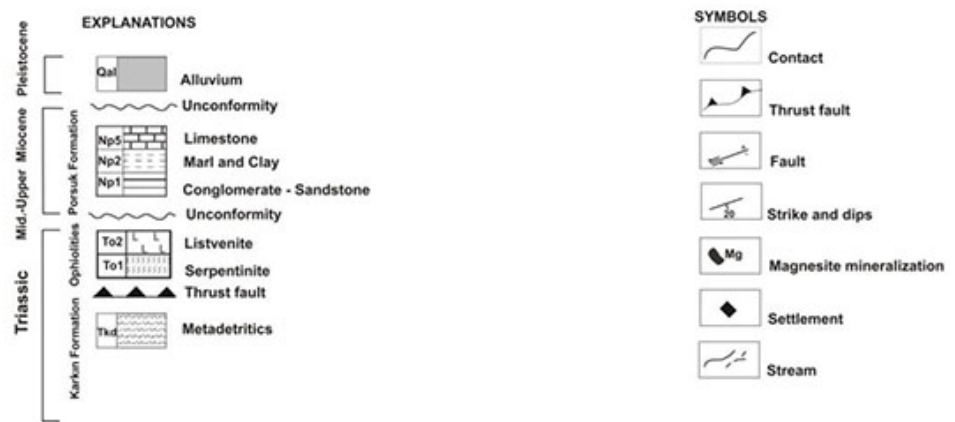 EXPLANATIONS
Pleistocene
Qal
Alluvium
Unconformity
Mid.-Upper Miocene
Porsuk Formation
Np5
Limestone
Np2
Marl and Clay
Np1
Conglomerate - Sandstone
Unconformity
Triassic
Ophiolities
To2
Listvenite
To1
Serpentinite
Thrust fault
Karkın Formation
Tkd
Metadetritics
SYMBOLS
Contact
Thrust fault
Fault
20
Strike and dips
Mg
Magnesite mineralization
Settlement
Stream